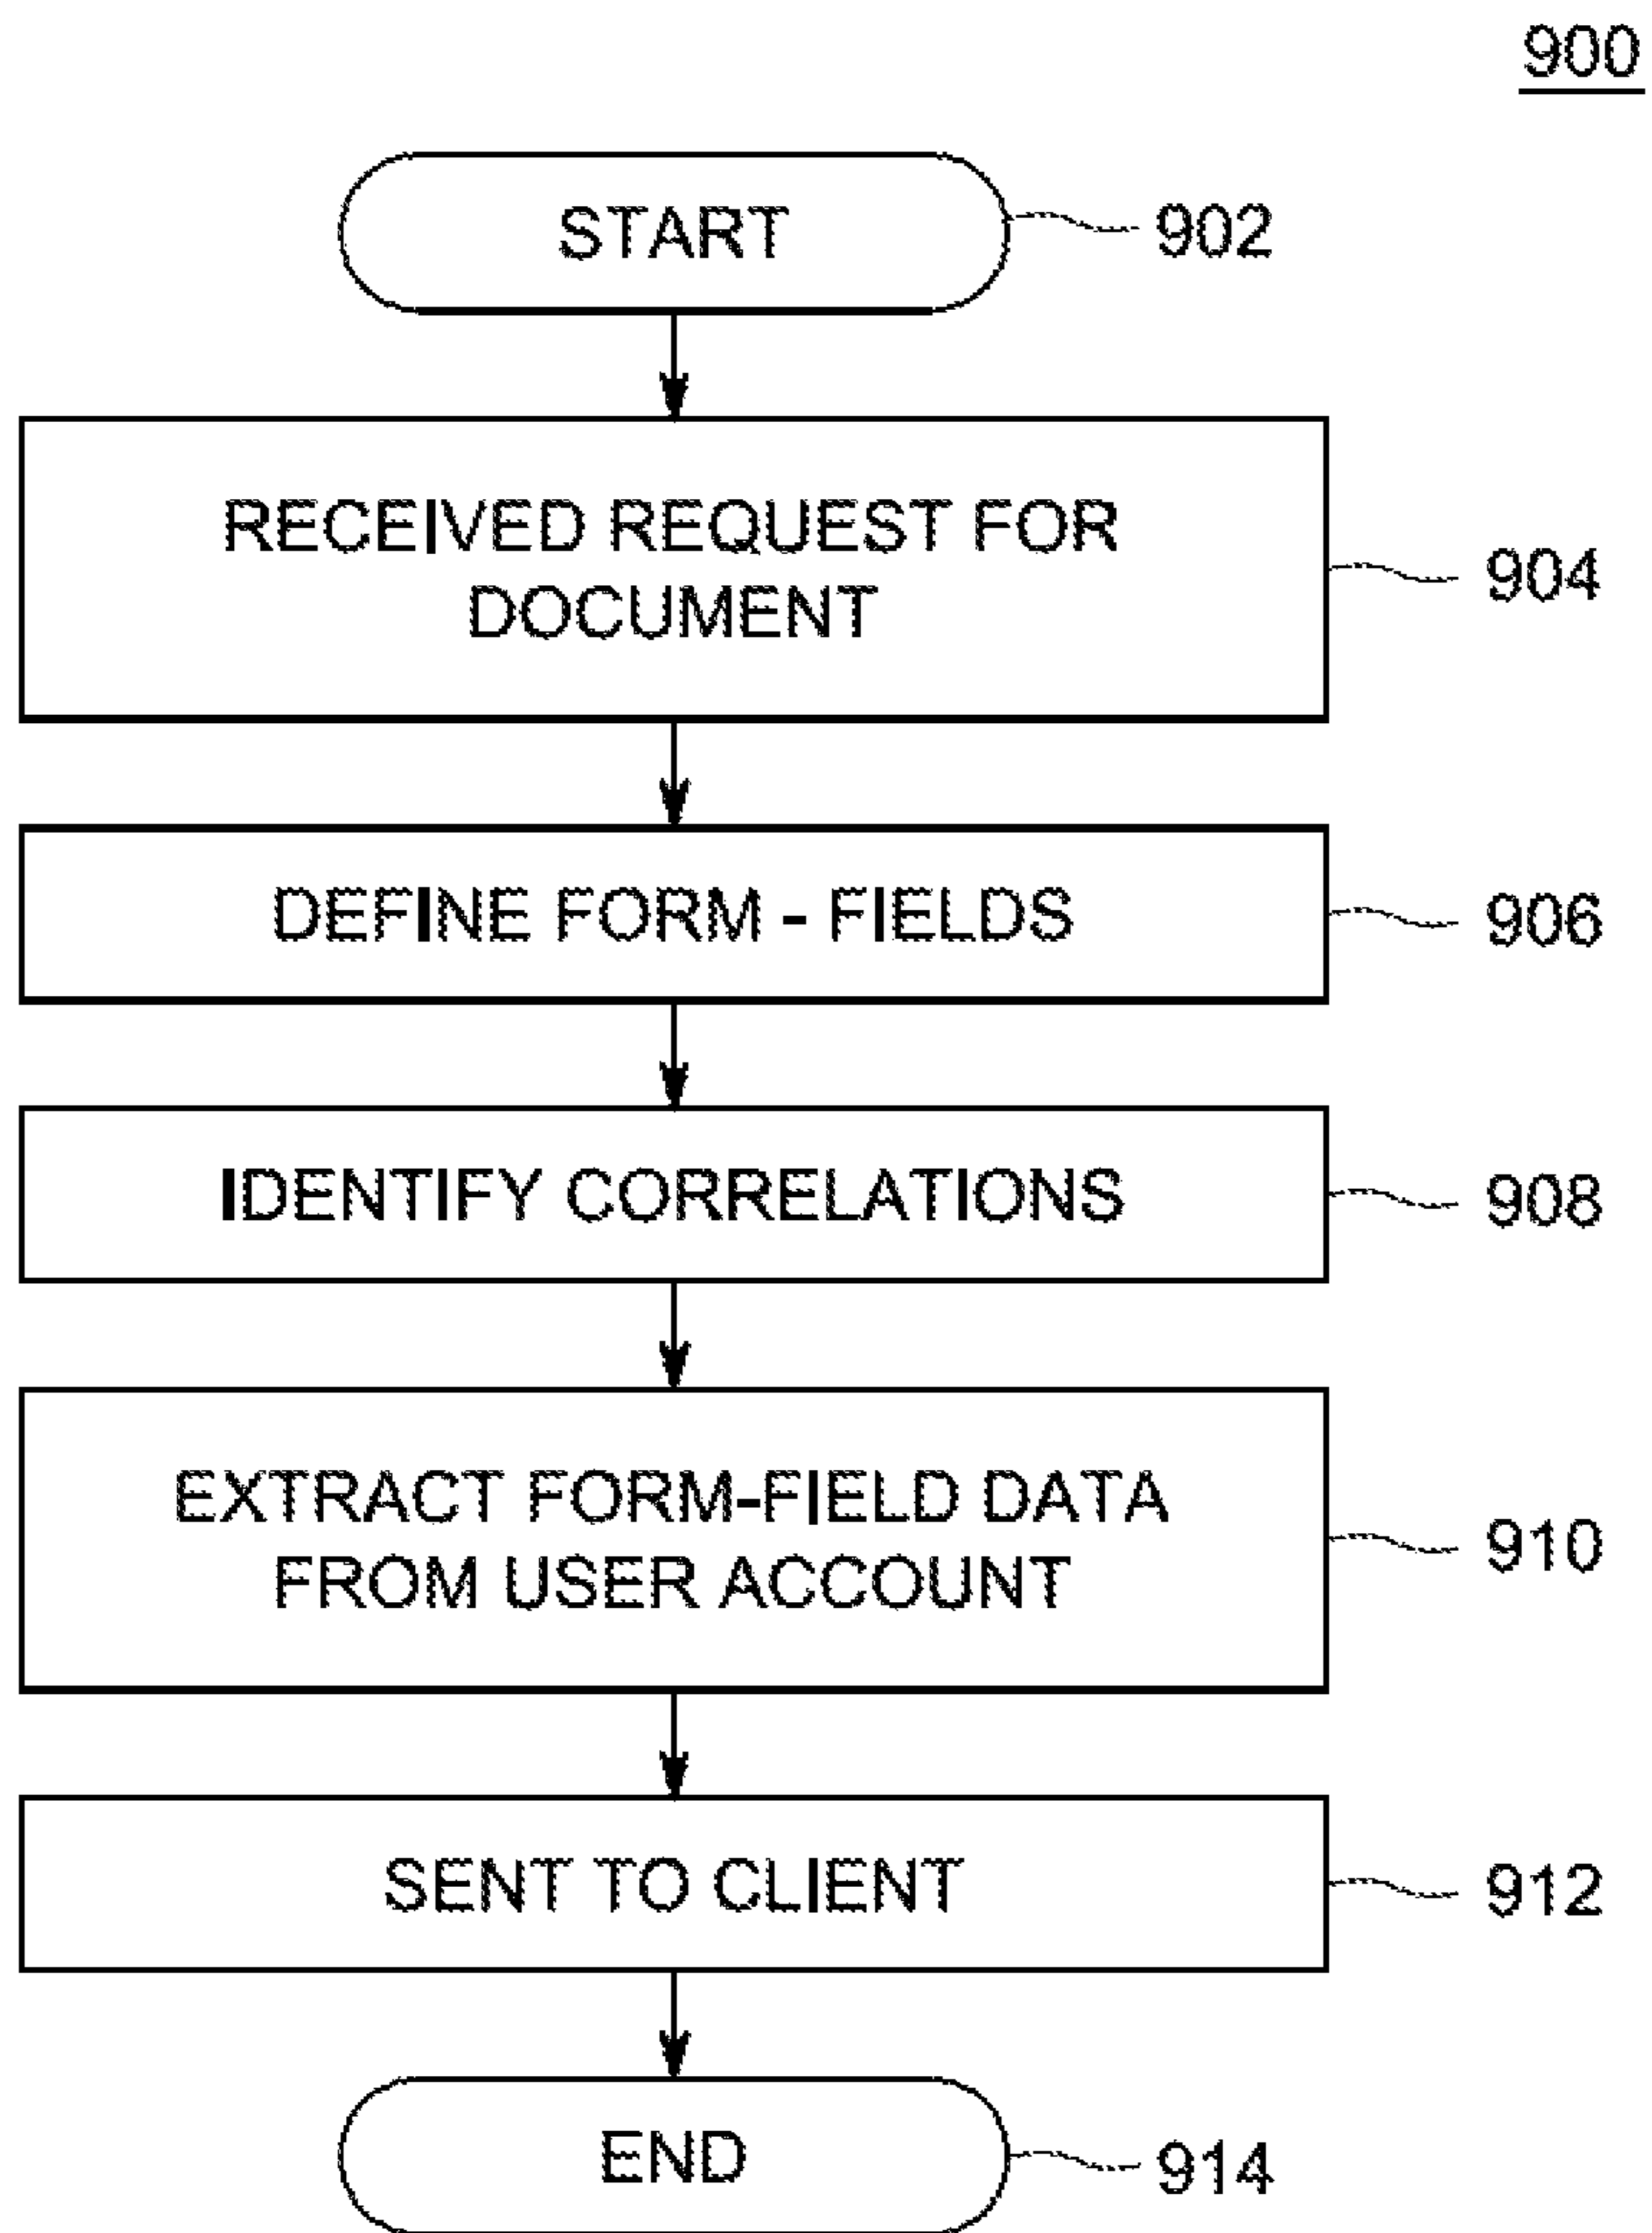 900
START
902
RECEIVED REQUEST FOR
DOCUMENT
904
DEFINE FORM - FIELDS
906
IDENTIFY CORRELATIONS
908
EXTRACT FORM-FIELD DATA
FROM USER ACCOUNT
910
SENT TO CLIENT
912
END
914